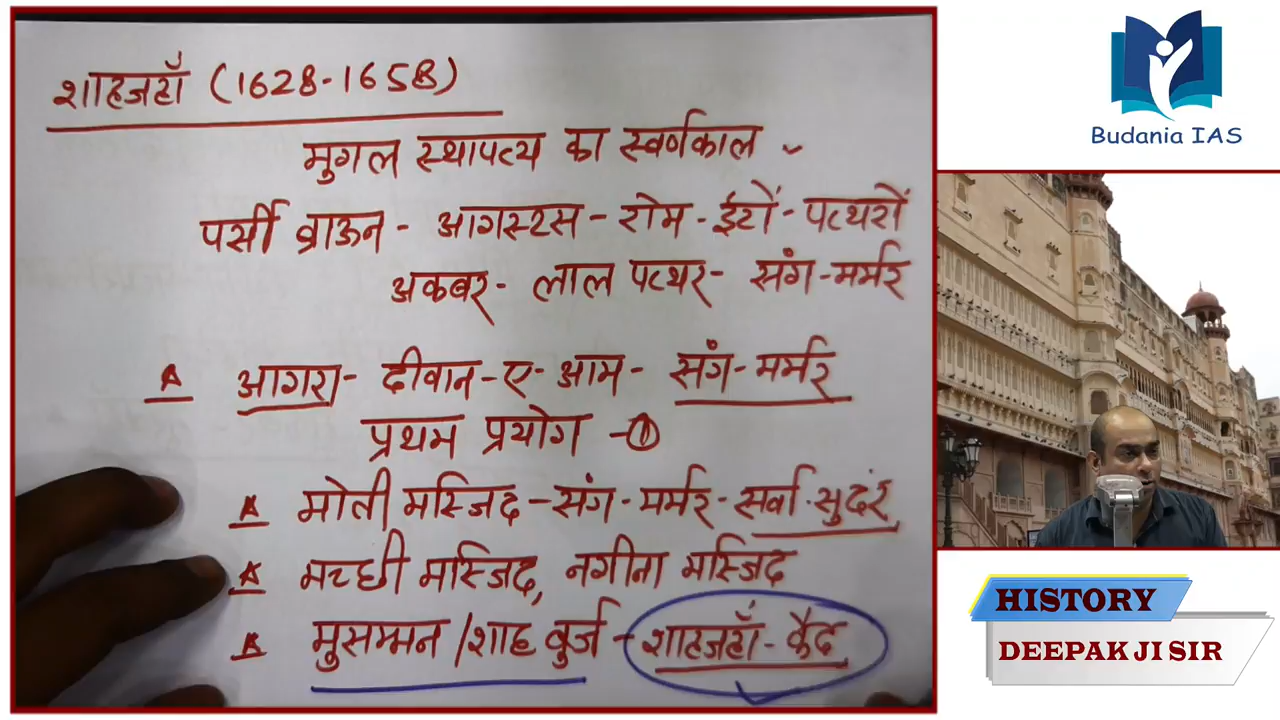 शाहजहाँ (1628-1658)
मुगल स्थापत्य का स्वर्णकाल
पर्सी ब्राऊन - आगस्टस - रोम - ईटों - पत्थरों
अकबर - लाल पत्थर - संग-मर्मर
आगरा - दीवान-ए-आम - संग-मर्मर
प्रथम प्रयोग - ①
मोती मस्जिद - संग-मर्मर - सर्वा. सुदंर
मच्छी मस्जिद, नगीना मस्जिद
मुसम्मन / शाह बुर्ज - शाहजहाँ - कैद
Budania IAS
HISTORY
DEEPAK JI SIR